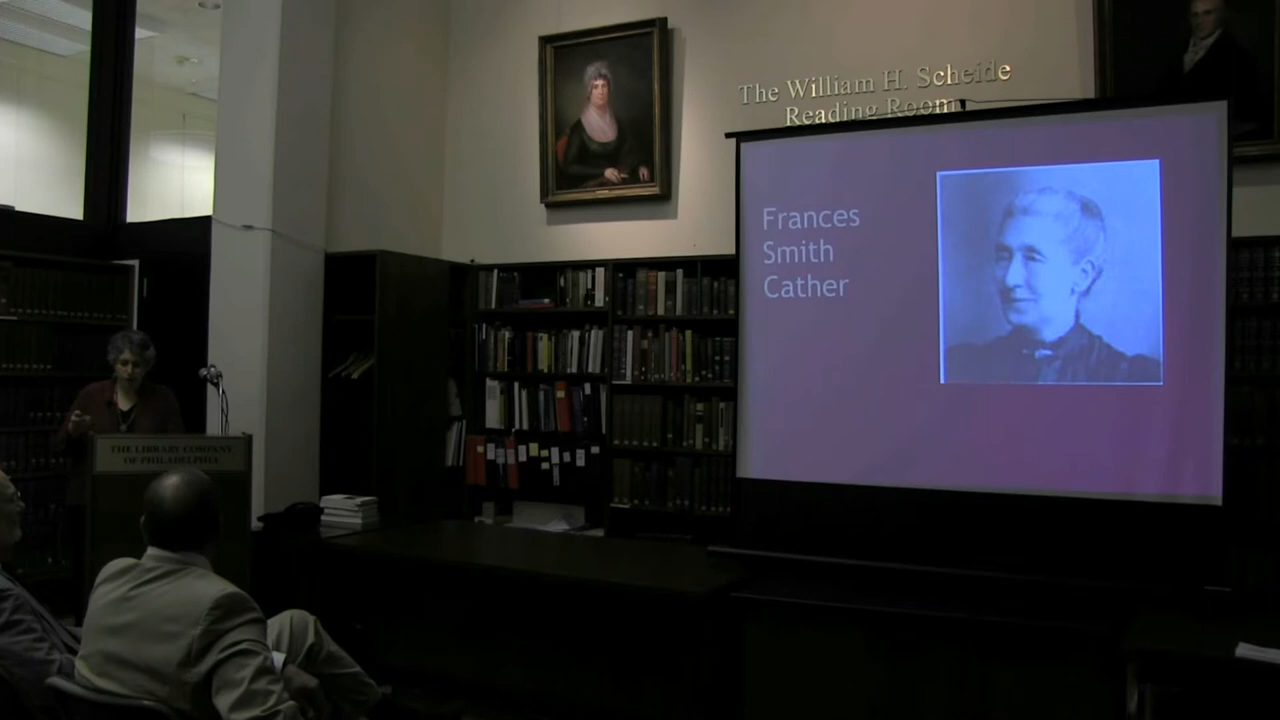 The William H. Scheide
Reading Room
Frances
Smith
Cather
THE LIBRARY COMPANY
OF PHILADELPHIA